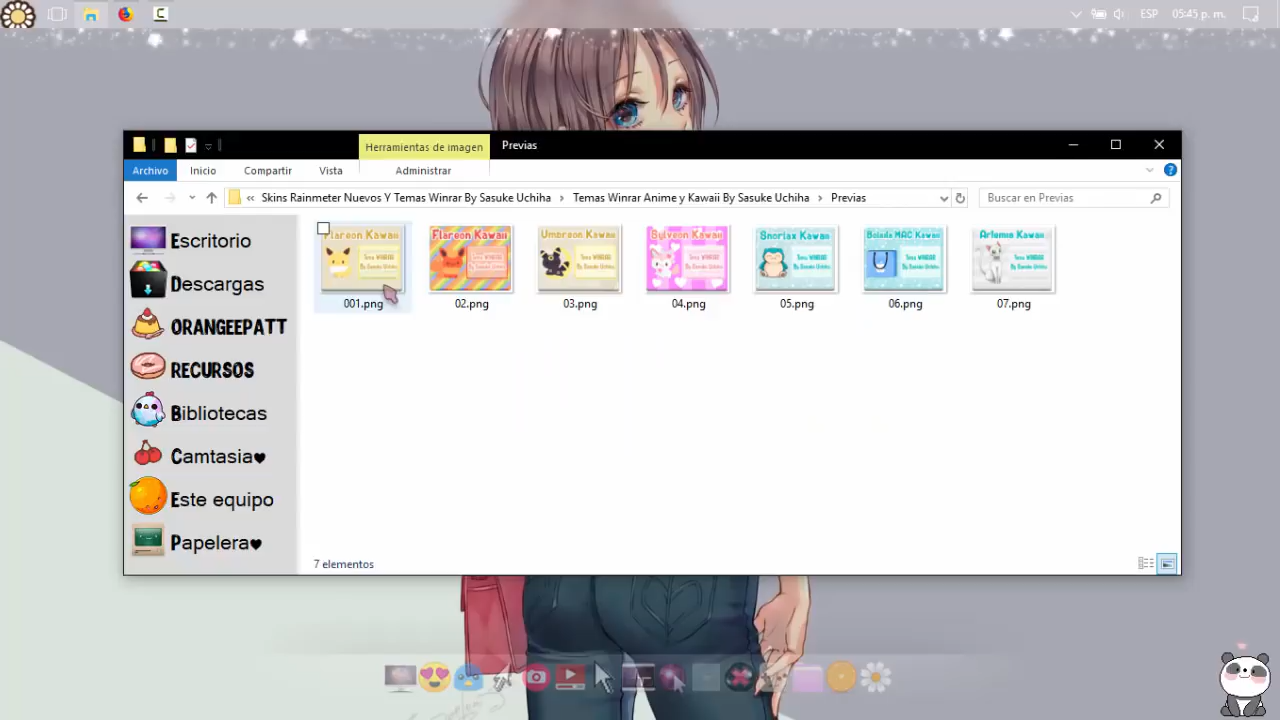 ESP 05:45 p. m.
Herramientas de imagen Previas
Archivo Inicio Compartir Vista Administrar
« Skins Rainmeter Nuevos Y Temas Winrar By Sasuke Uchiha › Temas Winrar Anime y Kawaii By Sasuke Uchiha › Previas
Buscar en Previas
Escritorio
Descargas
ORANGEEPATT
RECURSOS
Bibliotecas
Camtasia♥
Este equipo
Papelera♥
Flareon Kawaii
Flareon Kawaii
Umbreon Kawaii
Sylveon Kawaii
Snorlax Kawaii
Bolsita MAC Kawaii
Artemis Kawaii
001.png
02.png
03.png
04.png
05.png
06.png
07.png
7 elementos